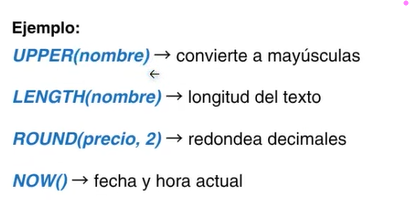 Ejemplo:
UPPER(nombre) → convierte a mayúsculas
LENGTH(nombre) → longitud del texto
ROUND(precio, 2) → redondea decimales
NOW() → fecha y hora actual